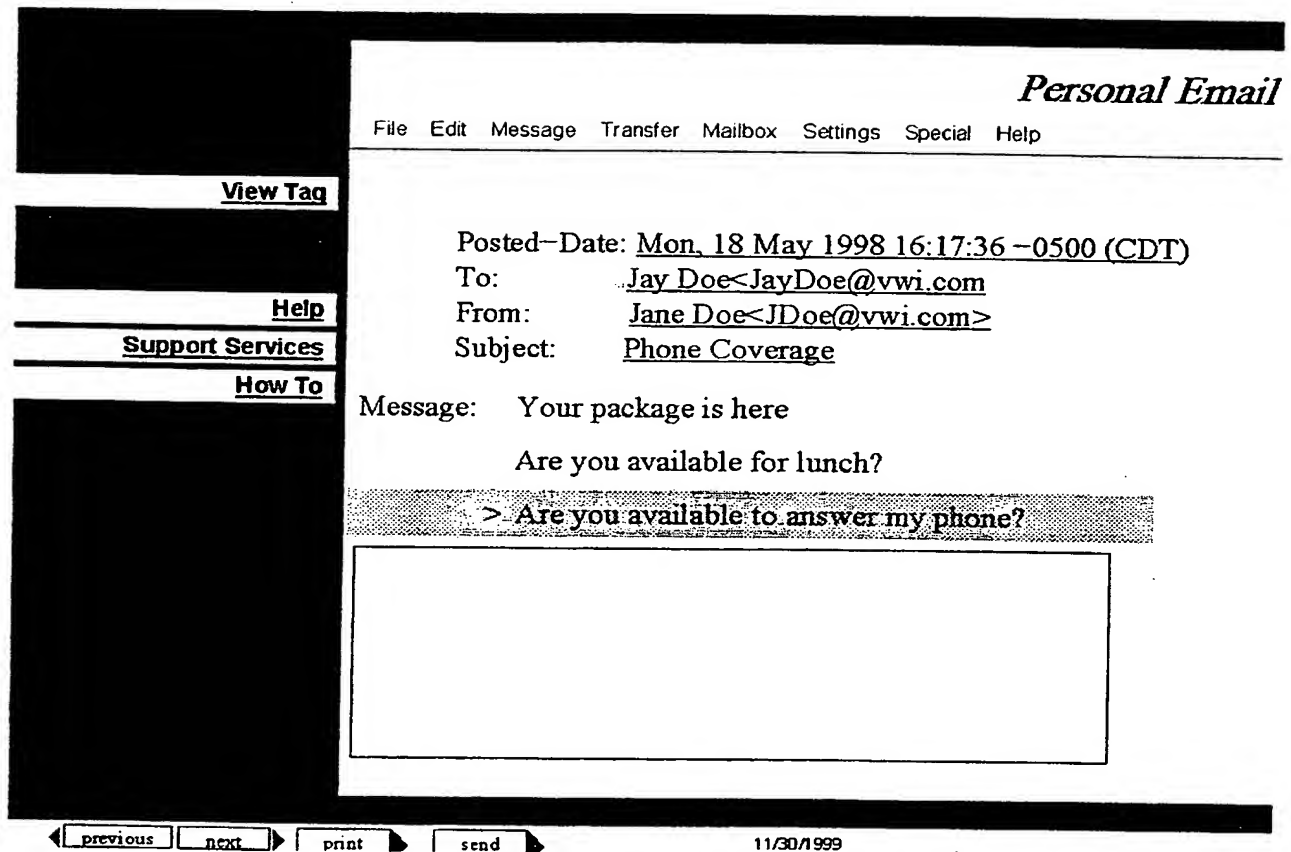 Personal Email
File Edit Message Transfer Mailbox Settings Special Help
View Tag
Posted-Date: Mon, 18 May 1998 16:17:36 -0500 (CDT)
To: Jay Doe<JayDoe@vwi.com
Help
From: Jane Doe<JDoe@vwi.com>
Support Services
Subject: Phone Coverage
How To
Message: Your package is here
Are you available for lunch?
> Are you available to answer my phone?
previous next print send 11/30/1999